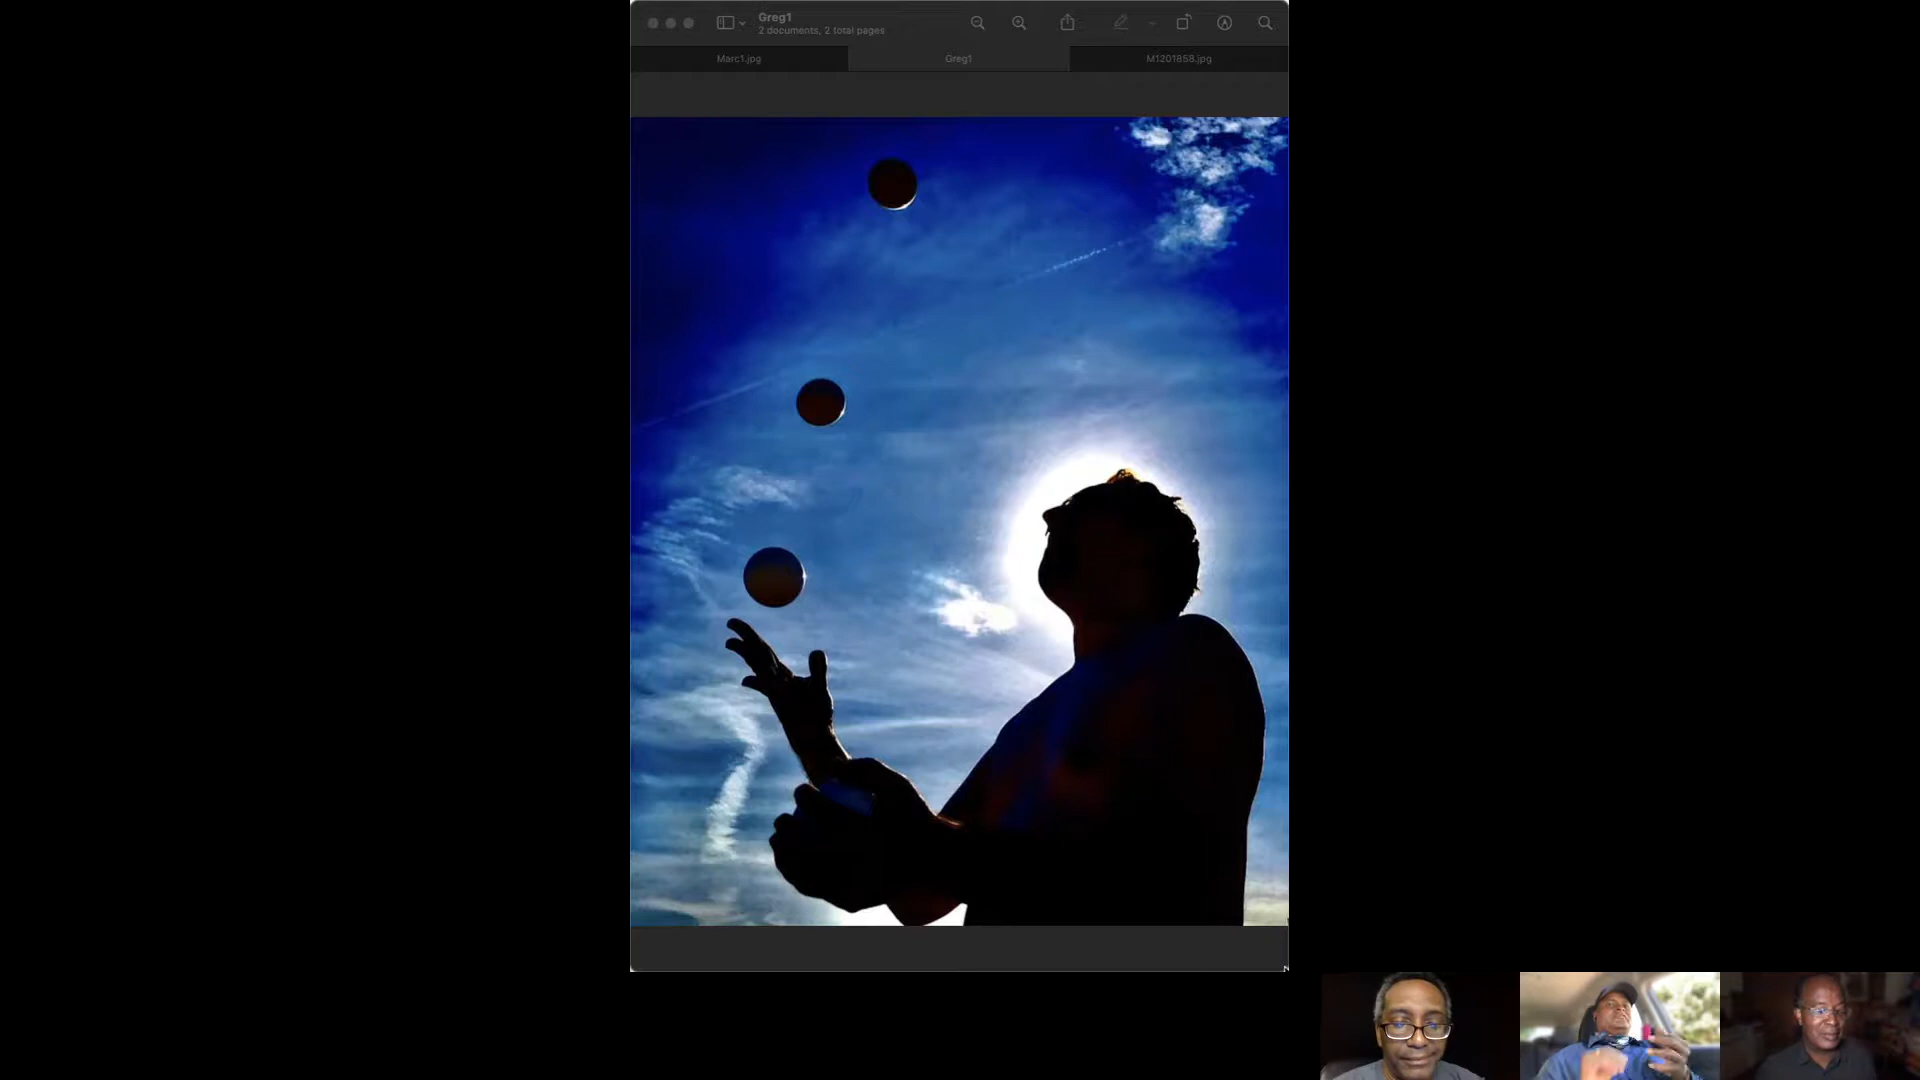 Greg1
2 documents, 2 total pages
Marc1.jpg
Greg1
M1201858.jpg